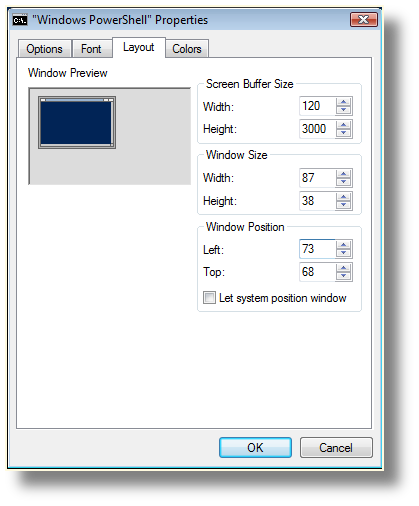 C:\. "Windows PowerShell" Properties
Options Font Layout Colors
Window Preview
Screen Buffer Size
Width: 120
Height: 3000
Window Size
Width: 87
Height: 38
Window Position
Left: 73
Top: 68
Let system position window
OK Cancel